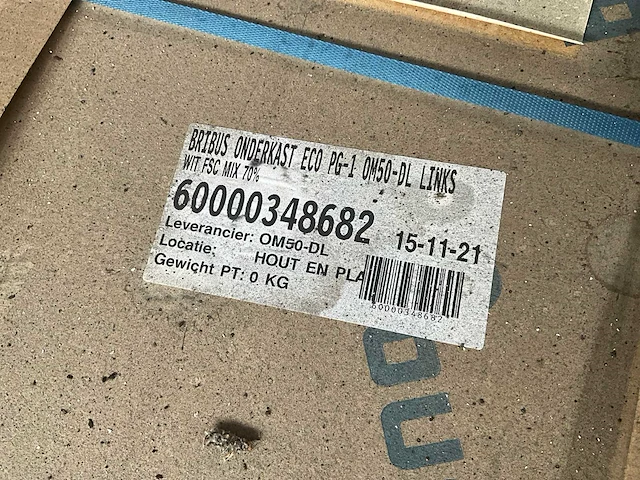 BRIBUS ONDERKAST ECO PG-1 OM50-DL LINKS
WIT FSC MIX 70%
60000348682 15-11-21
Leverancier: OM50-DL
Locatie: HOUT EN PLA
Gewicht PT: 0 KG
60000348682